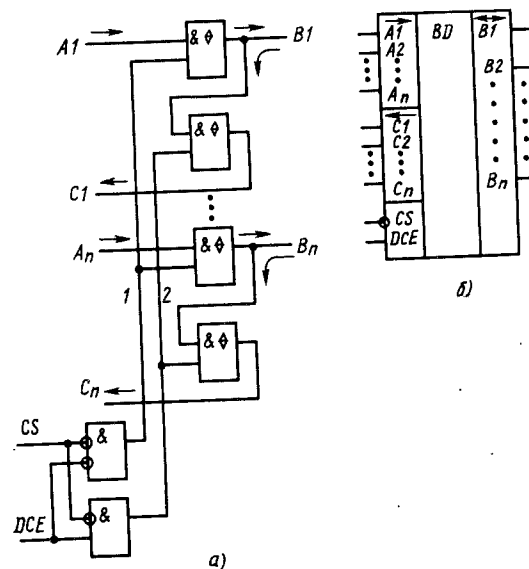 A1
& ◊
B1
& ◊
C1
An
& ◊
Bn
1
2
& ◊
Cn
CS
&
DCE
&
а)
A1 BD B1
A2
B2
An
C1
C2
Cn
Bn
CS
DCE
б)